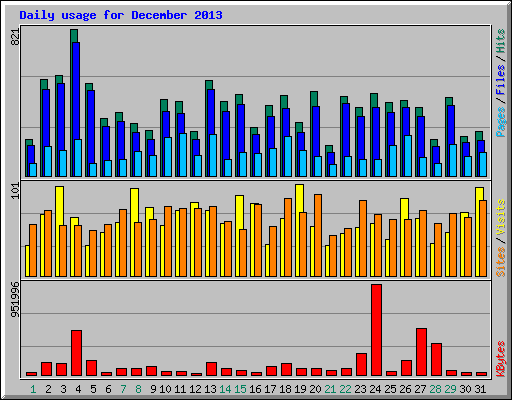 Daily usage for December 2013
821
Pages / Files / Hits
101
Sites / Visits
951996
KBytes
1 2 3 4 5 6 7 8 9 10 11 12 13 14 15 16 17 18 19 20 21 22 23 24 25 26 27 28 29 30 31